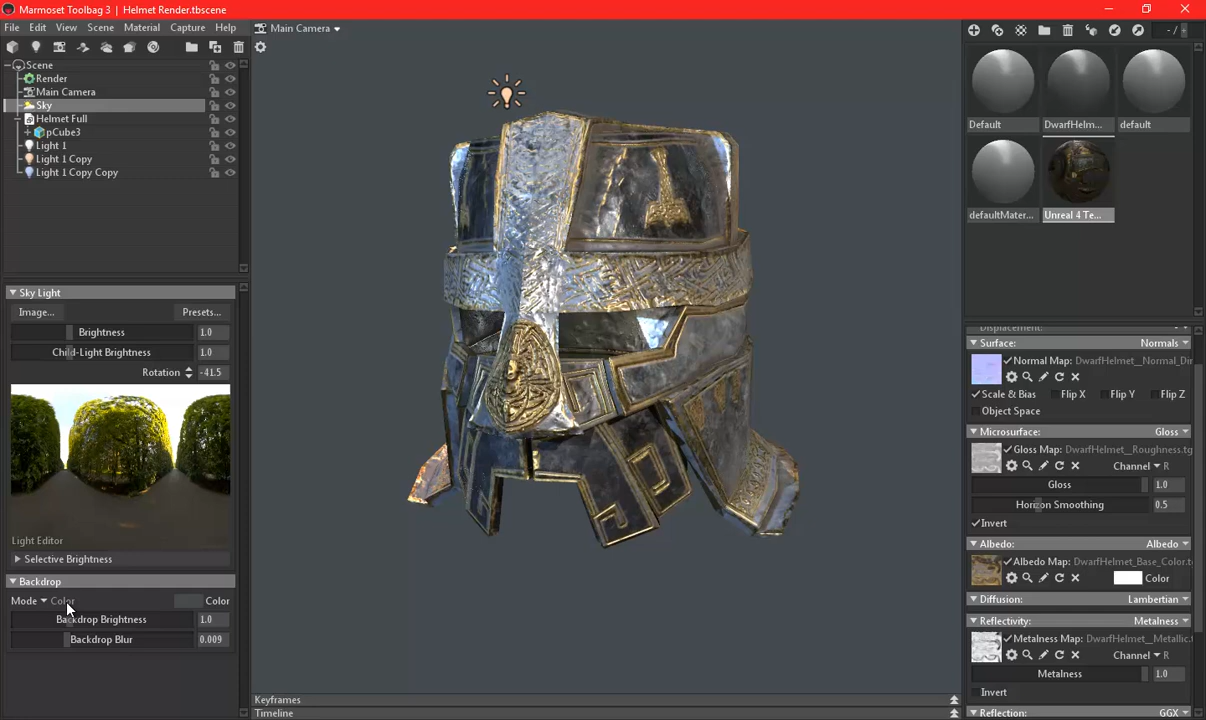 Marmoset Toolbag 3 | Helmet Render.tbscene
File Edit View Scene Material Capture Help
Main Camera
- /
Scene
Render
Main Camera
Sky
Helmet Full
pCube3
Light 1
Light 1 Copy
Light 1 Copy Copy
Sky Light
Image... Presets...
Brightness 1.0
Child-Light Brightness 1.0
Rotation -41.5
Light Editor
Selective Brightness
Backdrop
Mode Color Color
Backdrop Brightness 1.0
Backdrop Blur 0.009
Keyframes
Timeline
Default DwarfHelm... default
defaultMater... Unreal 4 Te...
Displacement:
Surface: Normals
Normal Map: DwarfHelmet__Normal_Dir
Scale & Bias Flip X Flip Y Flip Z
Object Space
Microsurface: Gloss
Gloss Map: DwarfHelmet__Roughness.tg
Channel R
Gloss 1.0
Horizon Smoothing 0.5
Invert
Albedo: Albedo
Albedo Map: DwarfHelmet_Base_Color.t
Color
Diffusion: Lambertian
Reflectivity: Metalness
Metalness Map: DwarfHelmet__Metallic.t
Channel R
Metalness 1.0
Invert
Reflection: GGX